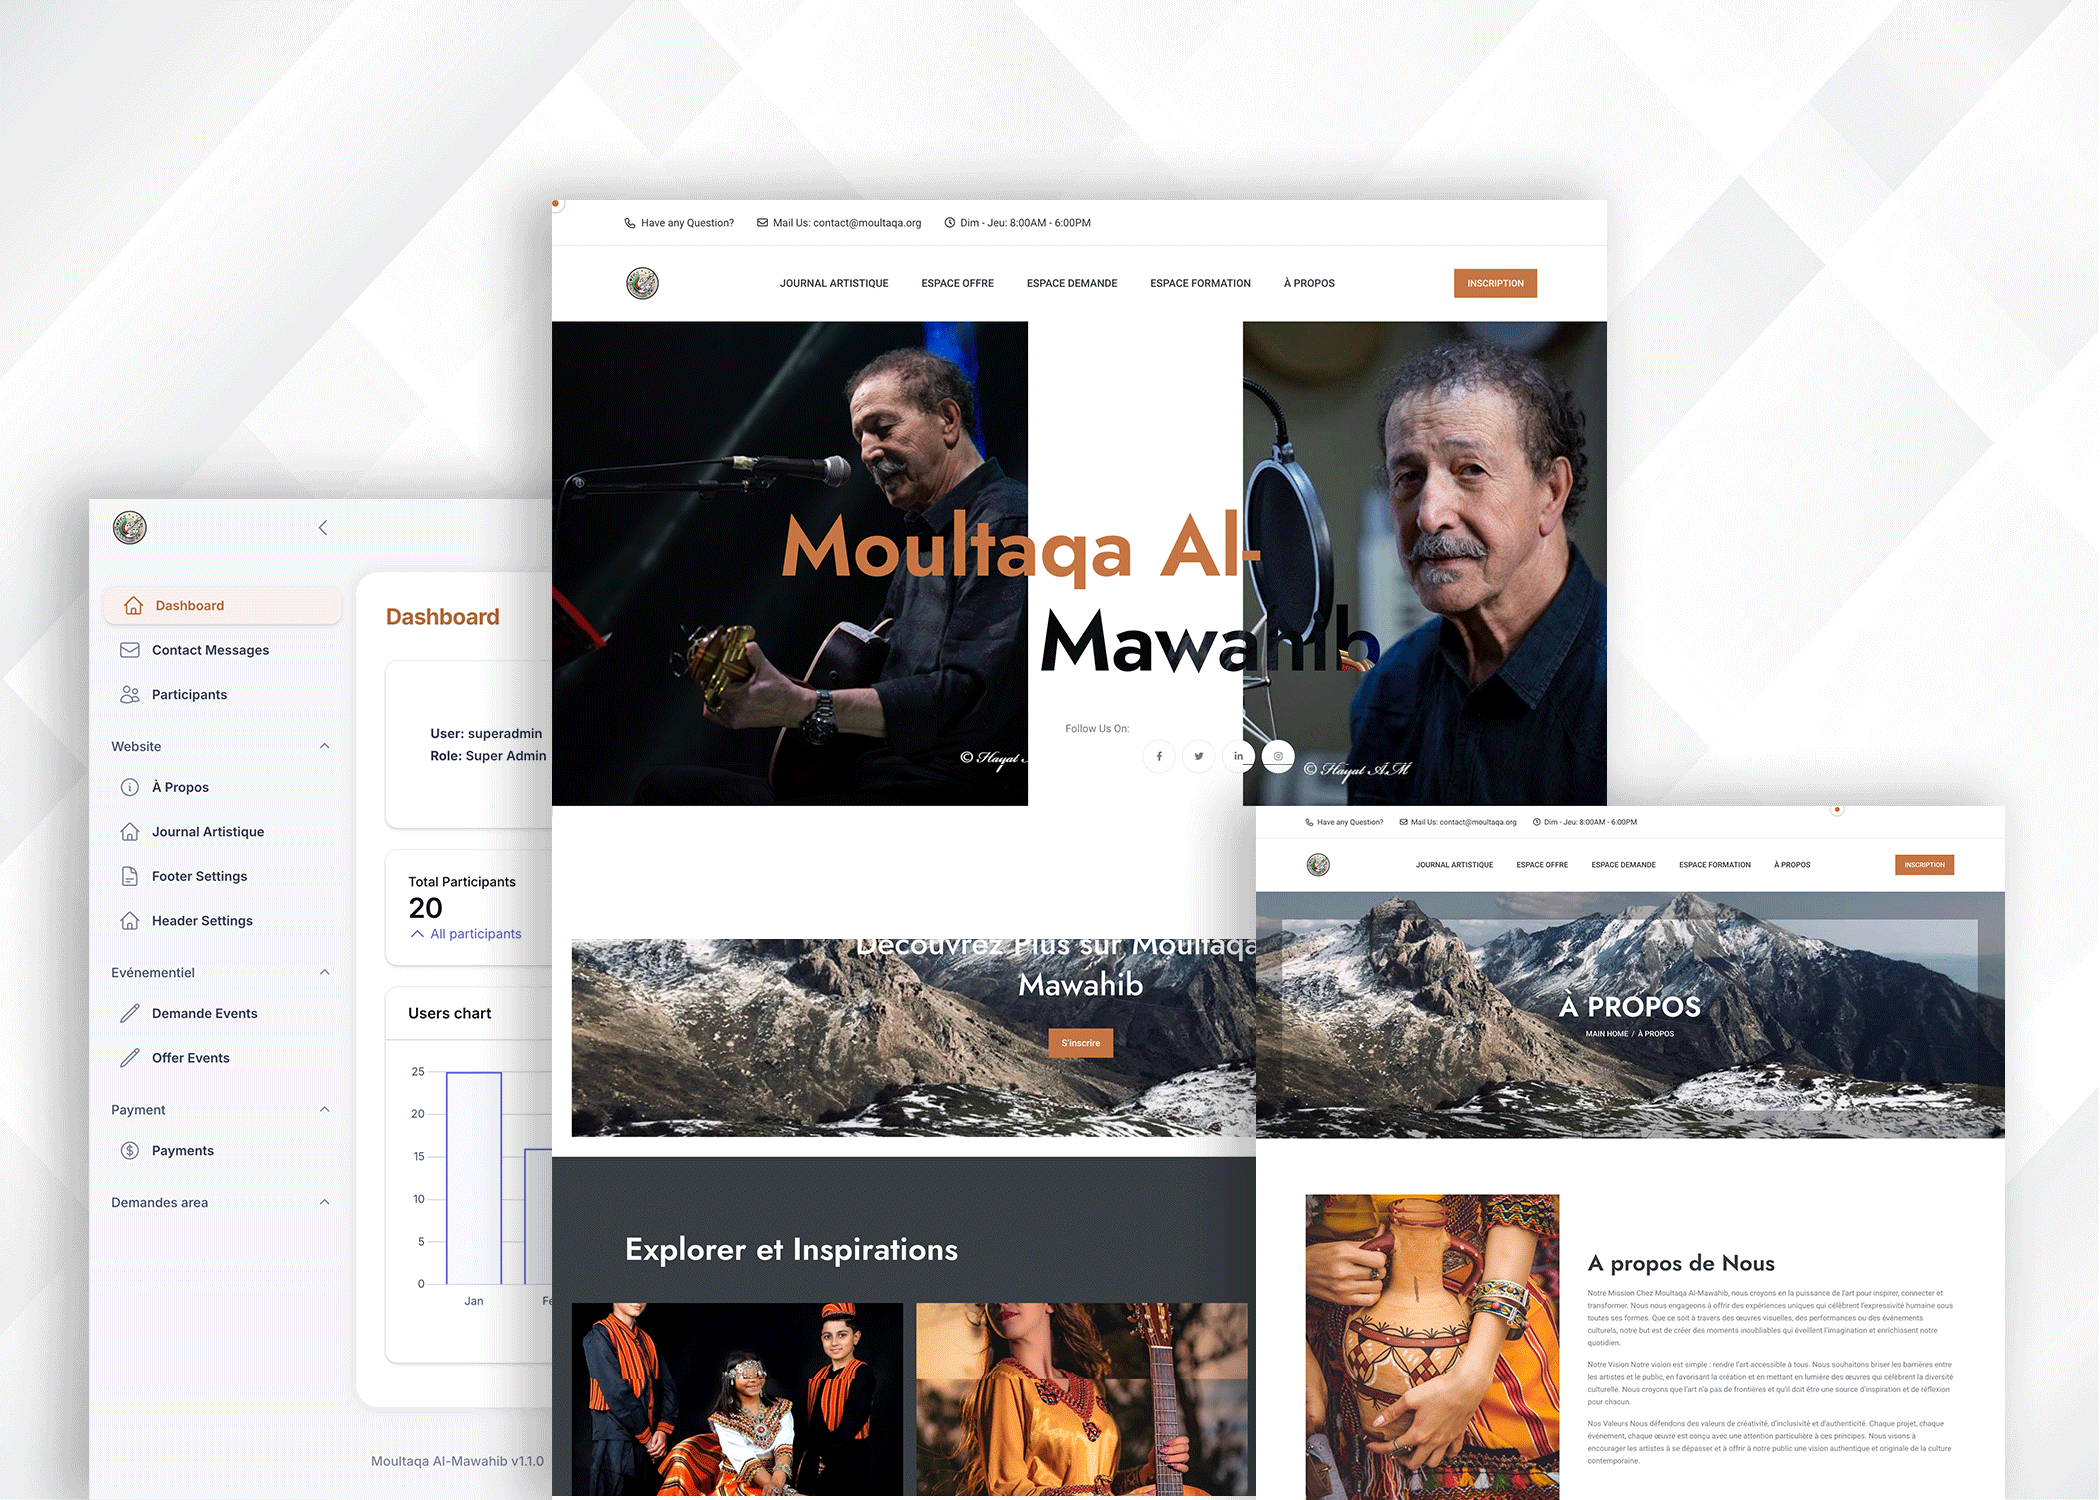 Have any Question?
Mail Us: contact@moultaqa.org
Dim - Jeu: 8:00AM - 6:00PM
JOURNAL ARTISTIQUE
ESPACE OFFRE
ESPACE DEMANDE
ESPACE FORMATION
À PROPOS
INSCRIPTION
Moultaqa Al-
Mawahib
Follow Us On:
© Hayat
© Hayat A.M
Découvrez Plus sur Moultaqa
Mawahib
S'inscrire
Explorer et Inspirations
Dashboard
Contact Messages
Participants
Website
À Propos
Journal Artistique
Footer Settings
Header Settings
Evénementiel
Demande Events
Offer Events
Payment
Payments
Demandes area
Dashboard
User: superadmin
Role: Super Admin
Total Participants
20
All participants
Users chart
25
20
15
10
5
0
Jan
Fe
Moultaqa Al-Mawahib v1.1.0
Have any Question?
Mail Us: contact@moultaqa.org
Dim - Jeu: 8:00AM - 6:00PM
JOURNAL ARTISTIQUE
ESPACE OFFRE
ESPACE DEMANDE
ESPACE FORMATION
À PROPOS
INSCRIPTION
À PROPOS
MAIN HOME / À PROPOS
A propos de Nous
Notre Mission Chez Moultaqa Al-Mawahib, nous croyons en la puissance de l'art pour inspirer, connecter et
transformer. Nous nous engageons à offrir des expériences uniques qui célèbrent l'expressivité humaine sous
toutes ses formes. Que ce soit à travers des œuvres visuelles, des performances ou des événements
culturels, notre but est de créer des moments inoubliables qui éveillent l'imagination et enrichissent notre
quotidien.
Notre Vision Notre vision est simple : rendre l'art accessible à tous. Nous souhaitons briser les barrières entre
les artistes et le public, en favorisant la création et en mettant en lumière des œuvres qui célèbrent la diversité
culturelle. Nous croyons que l'art n'a pas de frontières et qu'il doit être une source d'inspiration et de réflexion
pour chacun.
Nos Valeurs Nous défendons des valeurs de créativité, d'inclusivité et d'authenticité. Chaque projet, chaque
événement, chaque œuvre est conçu avec une attention particulière à ces principes. Nous visons à
encourager les artistes à se dépasser et à offrir à notre public une vision authentique et originale de la culture
contemporaine.